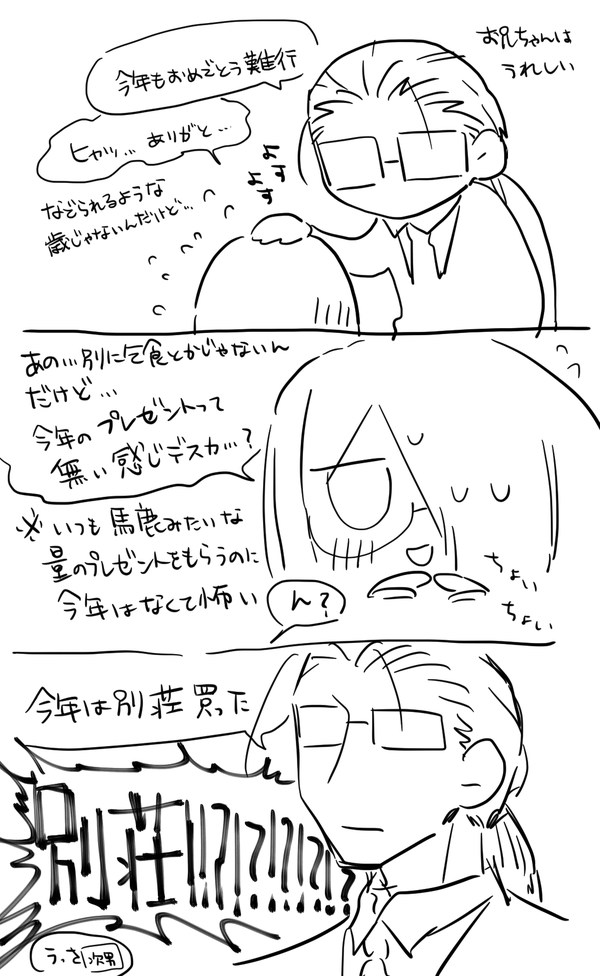 お兄ちゃんは
うれしい
今年もおめでとう難行
ヒャッ…ありがと…
よす
よす
なでられるような
歳じゃないんだけど…
あの…別に乞食とかじゃないん
だけど…
今年のプレゼントって
無い感じデスカ…?
※いつも馬鹿みたいな
量のプレゼントをもらうのに
今年はなくて怖い
ちょい
ちょい
ん?
今年は別荘買った
別荘!!?!?!?!?
うっさ 次男